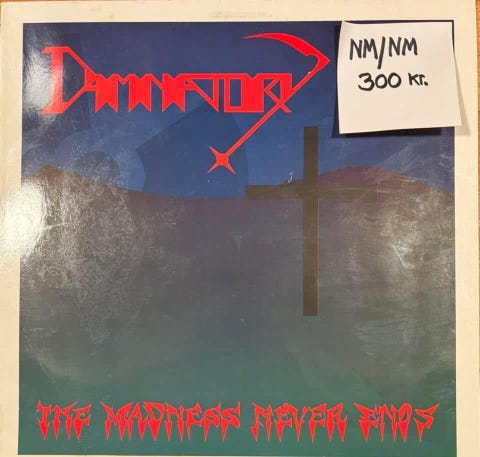 DAMNATORY
NM/NM
300 KR.
THE MADNESS NEVER ENDS